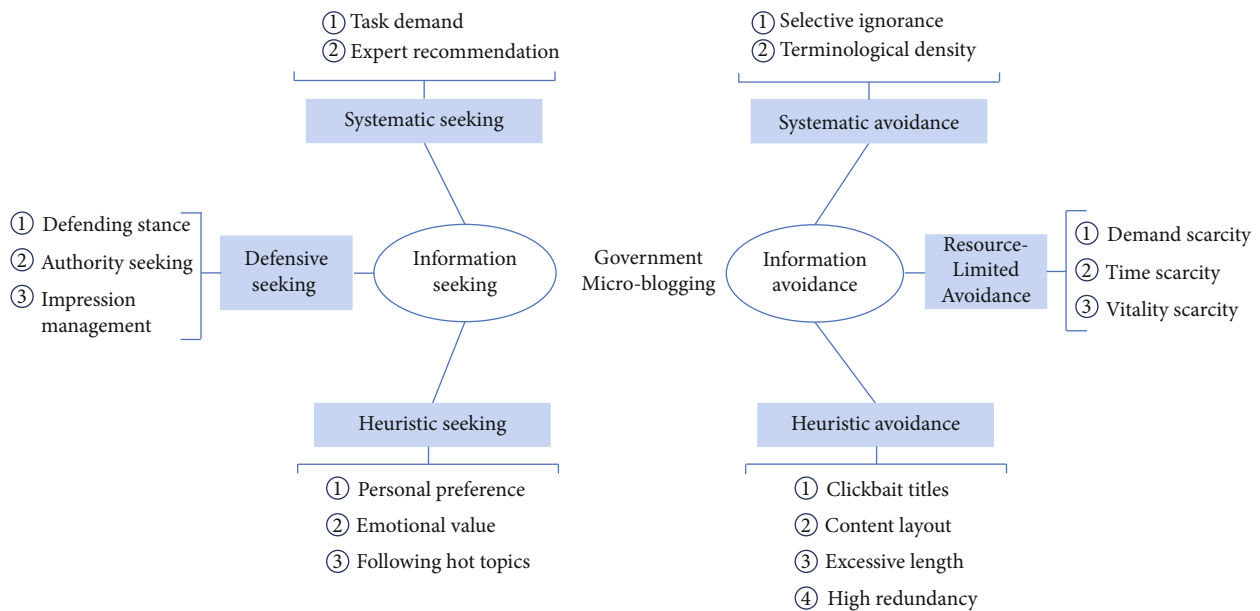 ① Task demand
② Expert recommendation
Systematic seeking
① Defending stance
② Authority seeking
③ Impression
management
Defensive
seeking
Information
seeking
Heuristic seeking
① Personal preference
② Emotional value
③ Following hot topics
Government
Micro-blogging
① Selective ignorance
② Terminological density
Systematic avoidance
Information
avoidance
Resource-
Limited
Avoidance
① Demand scarcity
② Time scarcity
③ Vitality scarcity
Heuristic avoidance
① Clickbait titles
② Content layout
③ Excessive length
④ High redundancy